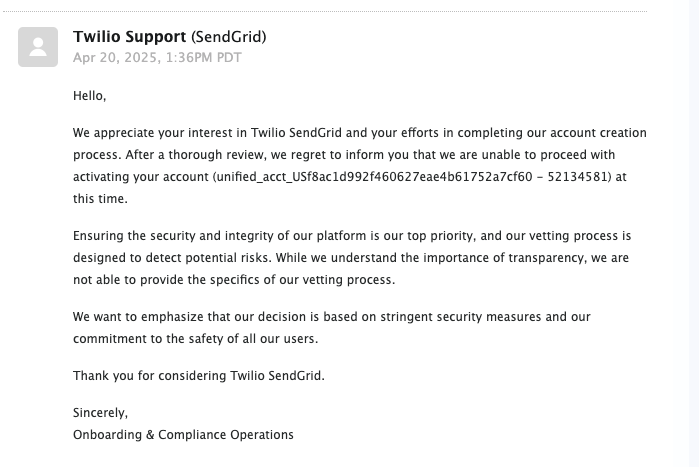 Twilio Support (SendGrid)
Apr 20, 2025, 1:36PM PDT
Hello,
We appreciate your interest in Twilio SendGrid and your efforts in completing our account creation
process. After a thorough review, we regret to inform you that we are unable to proceed with
activating your account (unified_acct_USf8ac1d992f460627eae4b61752a7cf60 - 52134581) at
this time.
Ensuring the security and integrity of our platform is our top priority, and our vetting process is
designed to detect potential risks. While we understand the importance of transparency, we are
not able to provide the specifics of our vetting process.
We want to emphasize that our decision is based on stringent security measures and our
commitment to the safety of all our users.
Thank you for considering Twilio SendGrid.
Sincerely,
Onboarding & Compliance Operations